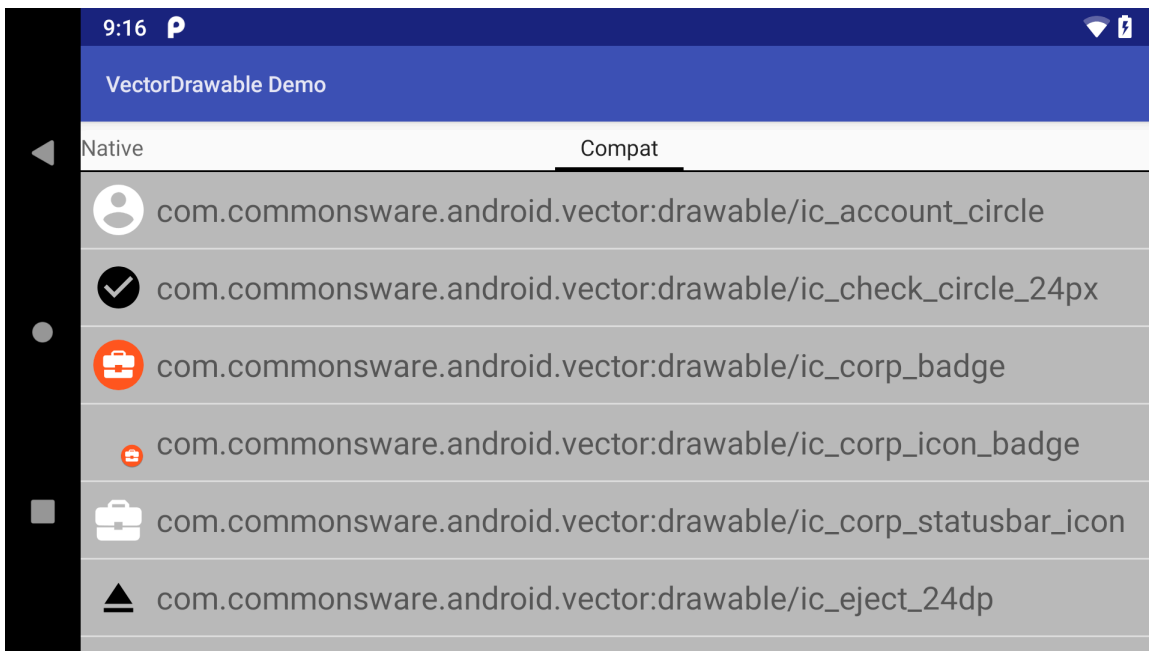 9:16
VectorDrawable Demo
Native Compat
com.commonsware.android.vector:drawable/ic_account_circle
com.commonsware.android.vector:drawable/ic_check_circle_24px
com.commonsware.android.vector:drawable/ic_corp_badge
com.commonsware.android.vector:drawable/ic_corp_icon_badge
com.commonsware.android.vector:drawable/ic_corp_statusbar_icon
com.commonsware.android.vector:drawable/ic_eject_24dp